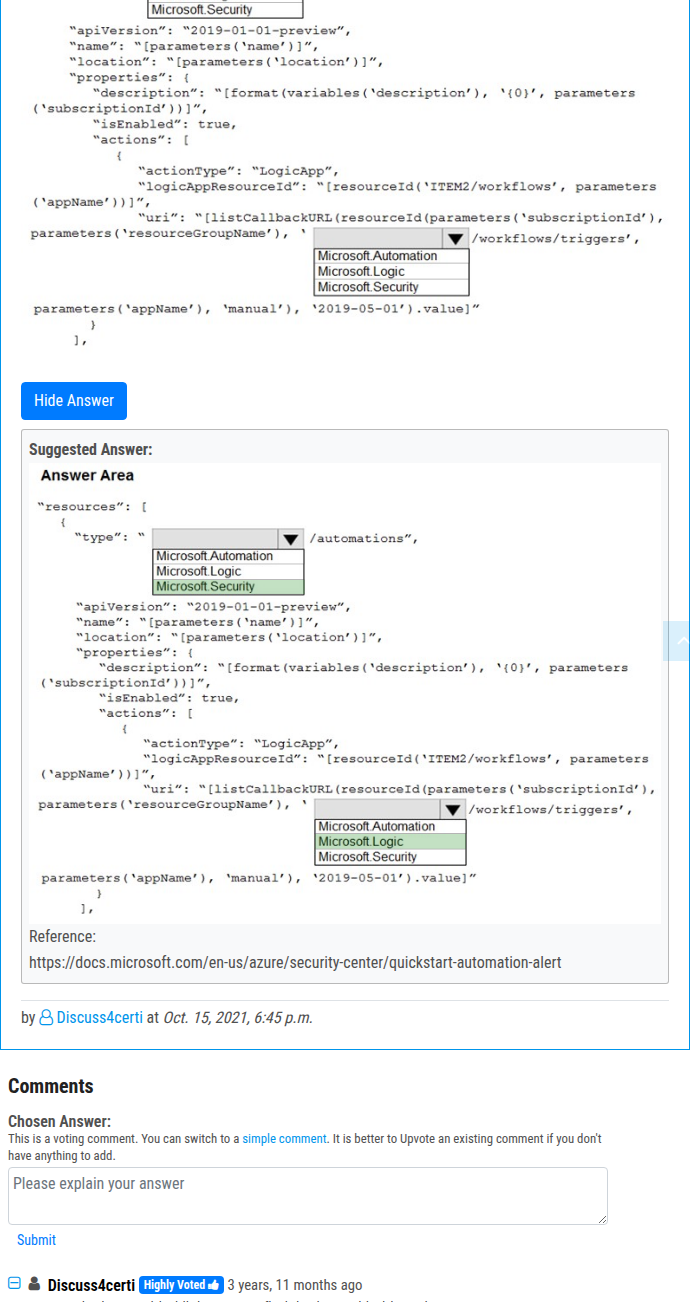 Microsoft.Security
“apiVersion”: “2019-01-01-preview”,
“name”: “[parameters(‘name’)]”,
“location”: “[parameters(‘location’)]”,
“properties”: {
“description”: “[format(variables(‘description’), ‘{0}’, parameters
(‘subscriptionId’))]”,
“isEnabled”: true,
“actions”: [
{
“actionType”: “LogicApp”,
“logicAppResourceId”: “[resourceId(‘ITEM2/workflows’, parameters
(‘appName’))]”,
“uri”: “[listCallbackURL(resourceId(parameters(‘subscriptionId’),
parameters(‘resourceGroupName’), ‘ /workflows/triggers’,
Microsoft.Automation
Microsoft.Logic
Microsoft.Security
parameters(‘appName’), ‘manual’), ‘2019-05-01’).value]”
}
],
Hide Answer
Suggested Answer:
Answer Area
“resources”: [
{
“type”: “ /automations”,
Microsoft.Automation
Microsoft.Logic
Microsoft.Security
“apiVersion”: “2019-01-01-preview”,
“name”: “[parameters(‘name’)]”,
“location”: “[parameters(‘location’)]”,
“properties”: {
“description”: “[format(variables(‘description’), ‘{0}’, parameters
(‘subscriptionId’))]”,
“isEnabled”: true,
“actions”: [
{
“actionType”: “LogicApp”,
“logicAppResourceId”: “[resourceId(‘ITEM2/workflows’, parameters
(‘appName’))]”,
“uri”: “[listCallbackURL(resourceId(parameters(‘subscriptionId’),
parameters(‘resourceGroupName’), ‘ /workflows/triggers’,
Microsoft.Automation
Microsoft.Logic
Microsoft.Security
parameters(‘appName’), ‘manual’), ‘2019-05-01’).value]”
}
],
Reference:
https://docs.microsoft.com/en-us/azure/security-center/quickstart-automation-alert
by Discuss4certi at Oct. 15, 2021, 6:45 p.m.
Comments
Chosen Answer:
This is a voting comment. You can switch to a simple comment. It is better to Upvote an existing comment if you don't
have anything to add.
Please explain your answer
Submit
Discuss4certi Highly Voted 3 years, 11 months ago